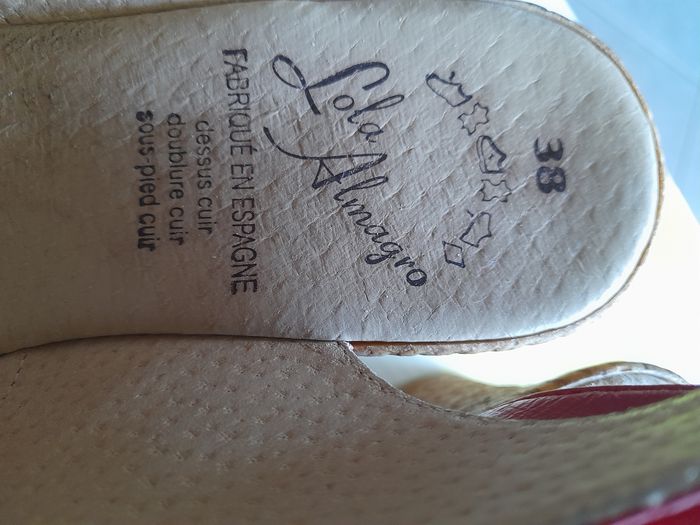 38
Lola
Almagro
FABRIQUÉ EN ESPAGNE
dessus cuir
doublure cuir
sous-pied cuir